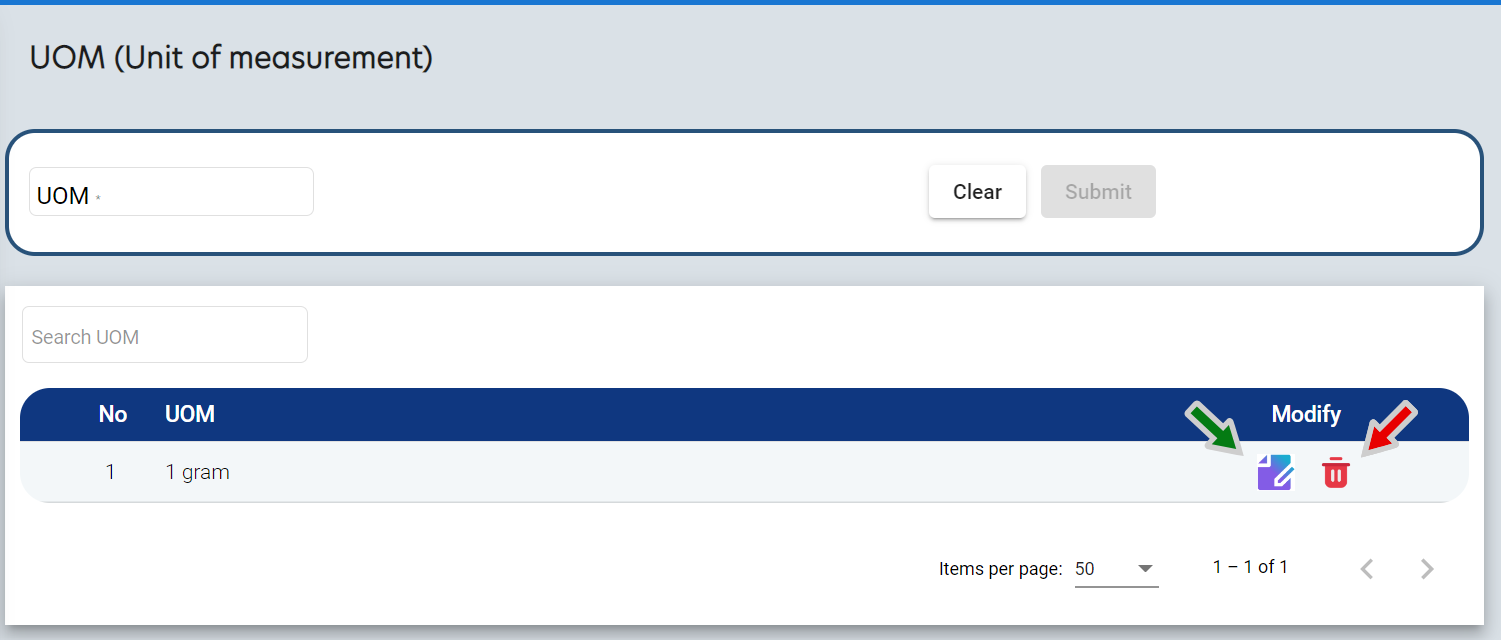 UOM (Unit of measurement)
UOM *
Clear
Submit
Search UOM
No UOM Modify
1 1 gram
Items per page: 50 1 – 1 of 1